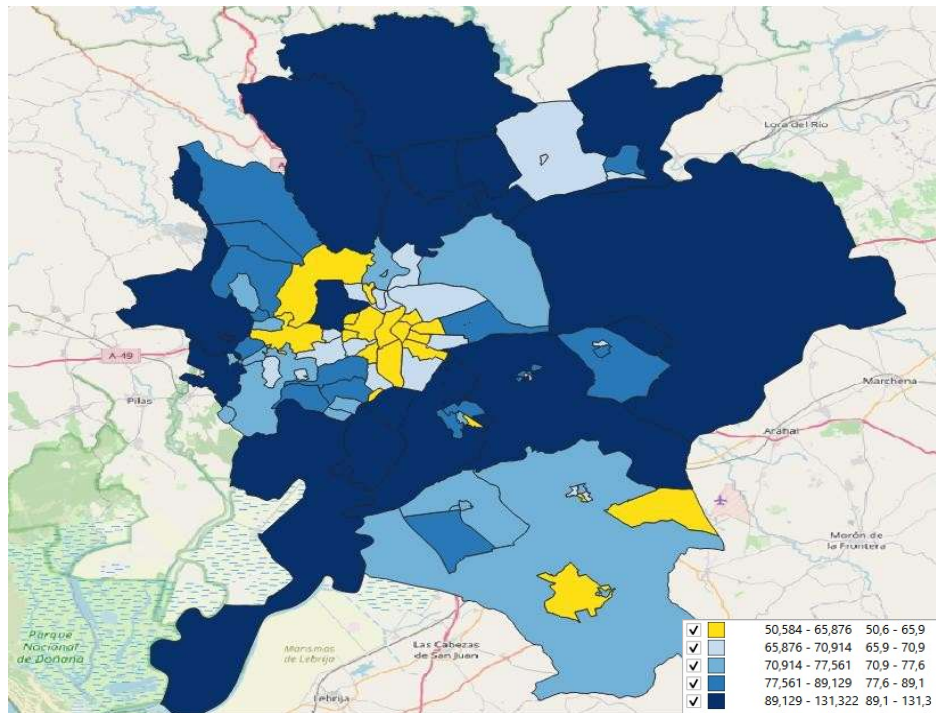 Lora del Río
A
A-49
Pilas
Marchena
Arahal
Morón de
la Frontera
Parque
Nacional
de Doñana
Marismas
de Lebrija
Las Cabezas
de San Juan
Lebrija
50,584 - 65,876 50,6 - 65,9
65,876 - 70,914 65,9 - 70,9
70,914 - 77,561 70,9 - 77,6
77,561 - 89,129 77,6 - 89,1
89,129 - 131,322 89,1 - 131,3